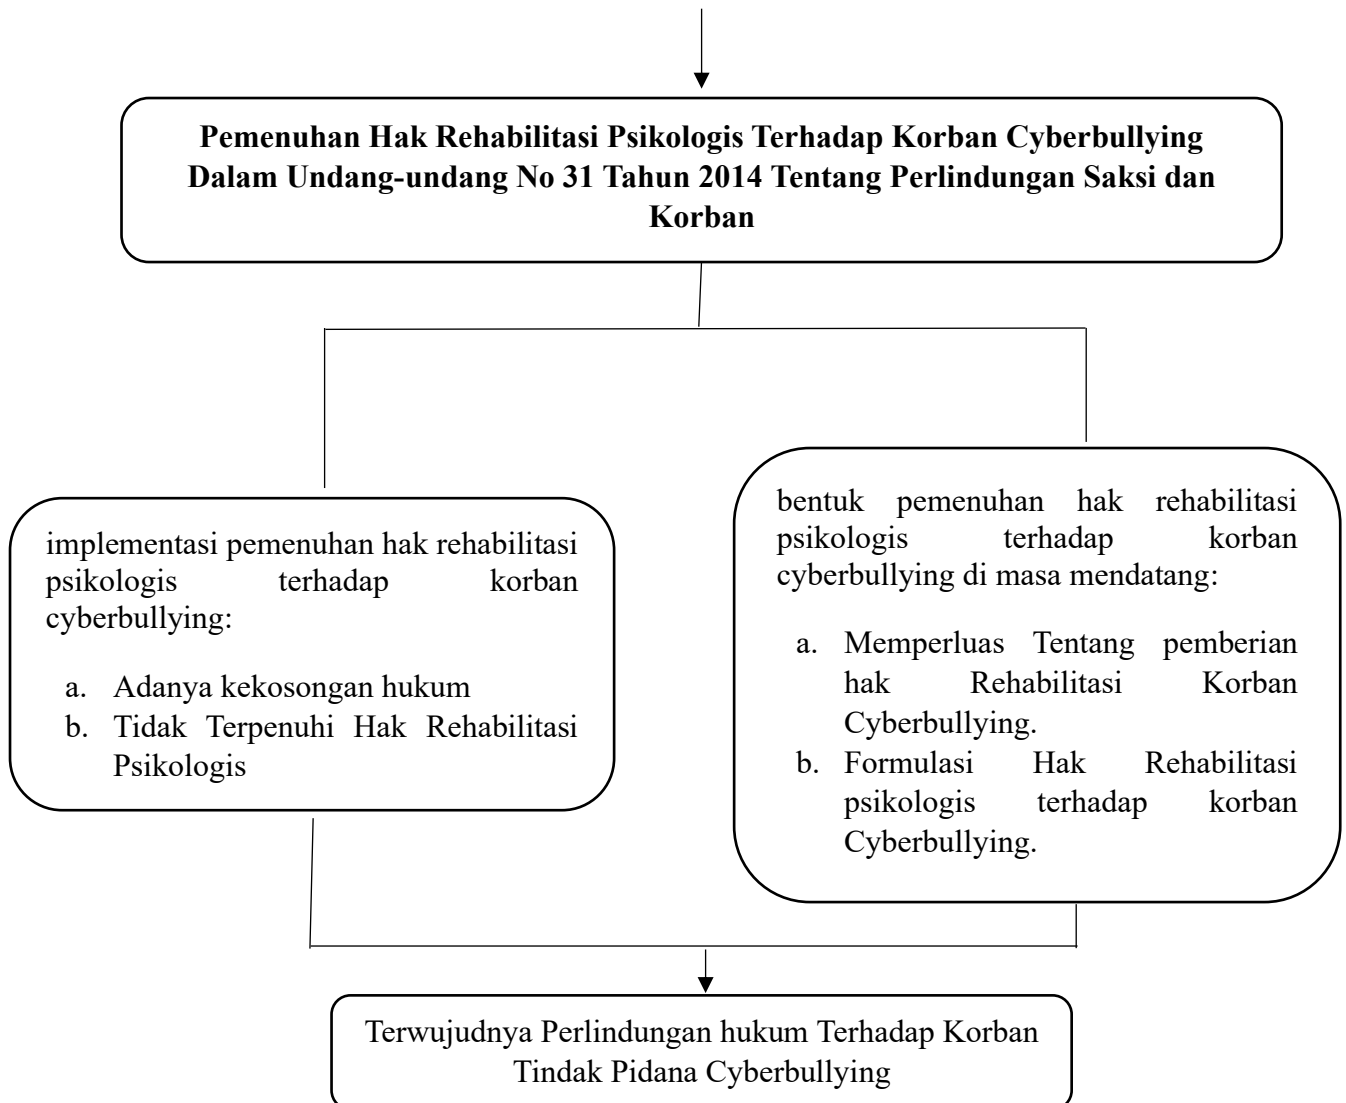 Pemenuhan Hak Rehabilitasi Psikologis Terhadap Korban Cyberbullying
Dalam Undang-undang No 31 Tahun 2014 Tentang Perlindungan Saksi dan
Korban
implementasi pemenuhan hak rehabilitasi
psikologis terhadap korban
cyberbullying:
a. Adanya kekosongan hukum
b. Tidak Terpenuhi Hak Rehabilitasi
Psikologis
bentuk pemenuhan hak rehabilitasi
psikologis terhadap korban
cyberbullying di masa mendatang:
a. Memperluas Tentang pemberian
hak Rehabilitasi Korban
Cyberbullying.
b. Formulasi Hak Rehabilitasi
psikologis terhadap korban
Cyberbullying.
Terwujudnya Perlindungan hukum Terhadap Korban
Tindak Pidana Cyberbullying